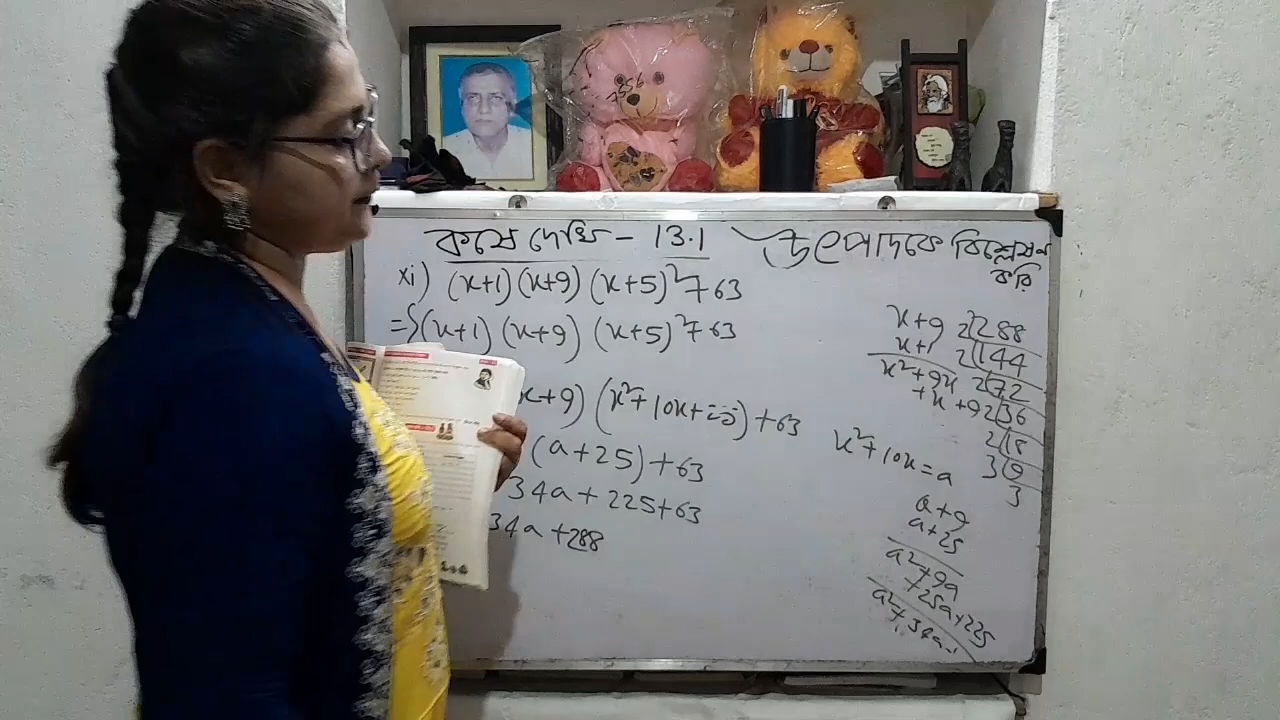 কষে দেখি - 13.1 উৎপাদকে বিশ্লেষণ
করি
xi) (x+1) (x+9) (x+5)² + 63
=> {(x+1) (x+9) (x+5)² + 63
x+9) (x²+10x+25) + 63
(a+25) + 63
34a + 225 + 63
34a + 288
x+9
x+1
x²+9x
+x+9
2|288
2|144
2|72
2|36
2|18
3|9
3
x²+10x=a
a+9
a+25
a²+9a
+25a+225
a²+34a+